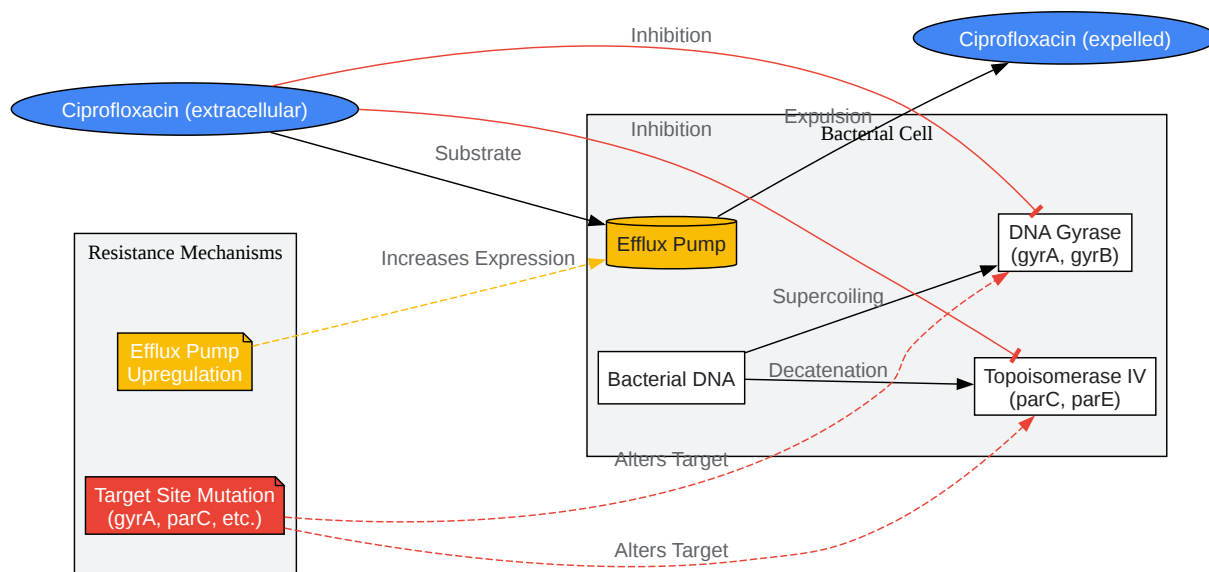 Inhibition
Ciprofloxacin (expelled)
Ciprofloxacin (extracellular)
Expulsion
Inhibition
Bacterial Cell
Substrate
Efflux Pump
DNA Gyrase
(gyrA, gyrB)
Resistance Mechanisms
Increases Expression
Supercoiling
Efflux Pump
Upregulation
Bacterial DNA
Decatenation
Topoisomerase IV
(parC, parE)
Alters Target
Target Site Mutation
(gyrA, parC, etc.)
Alters Target